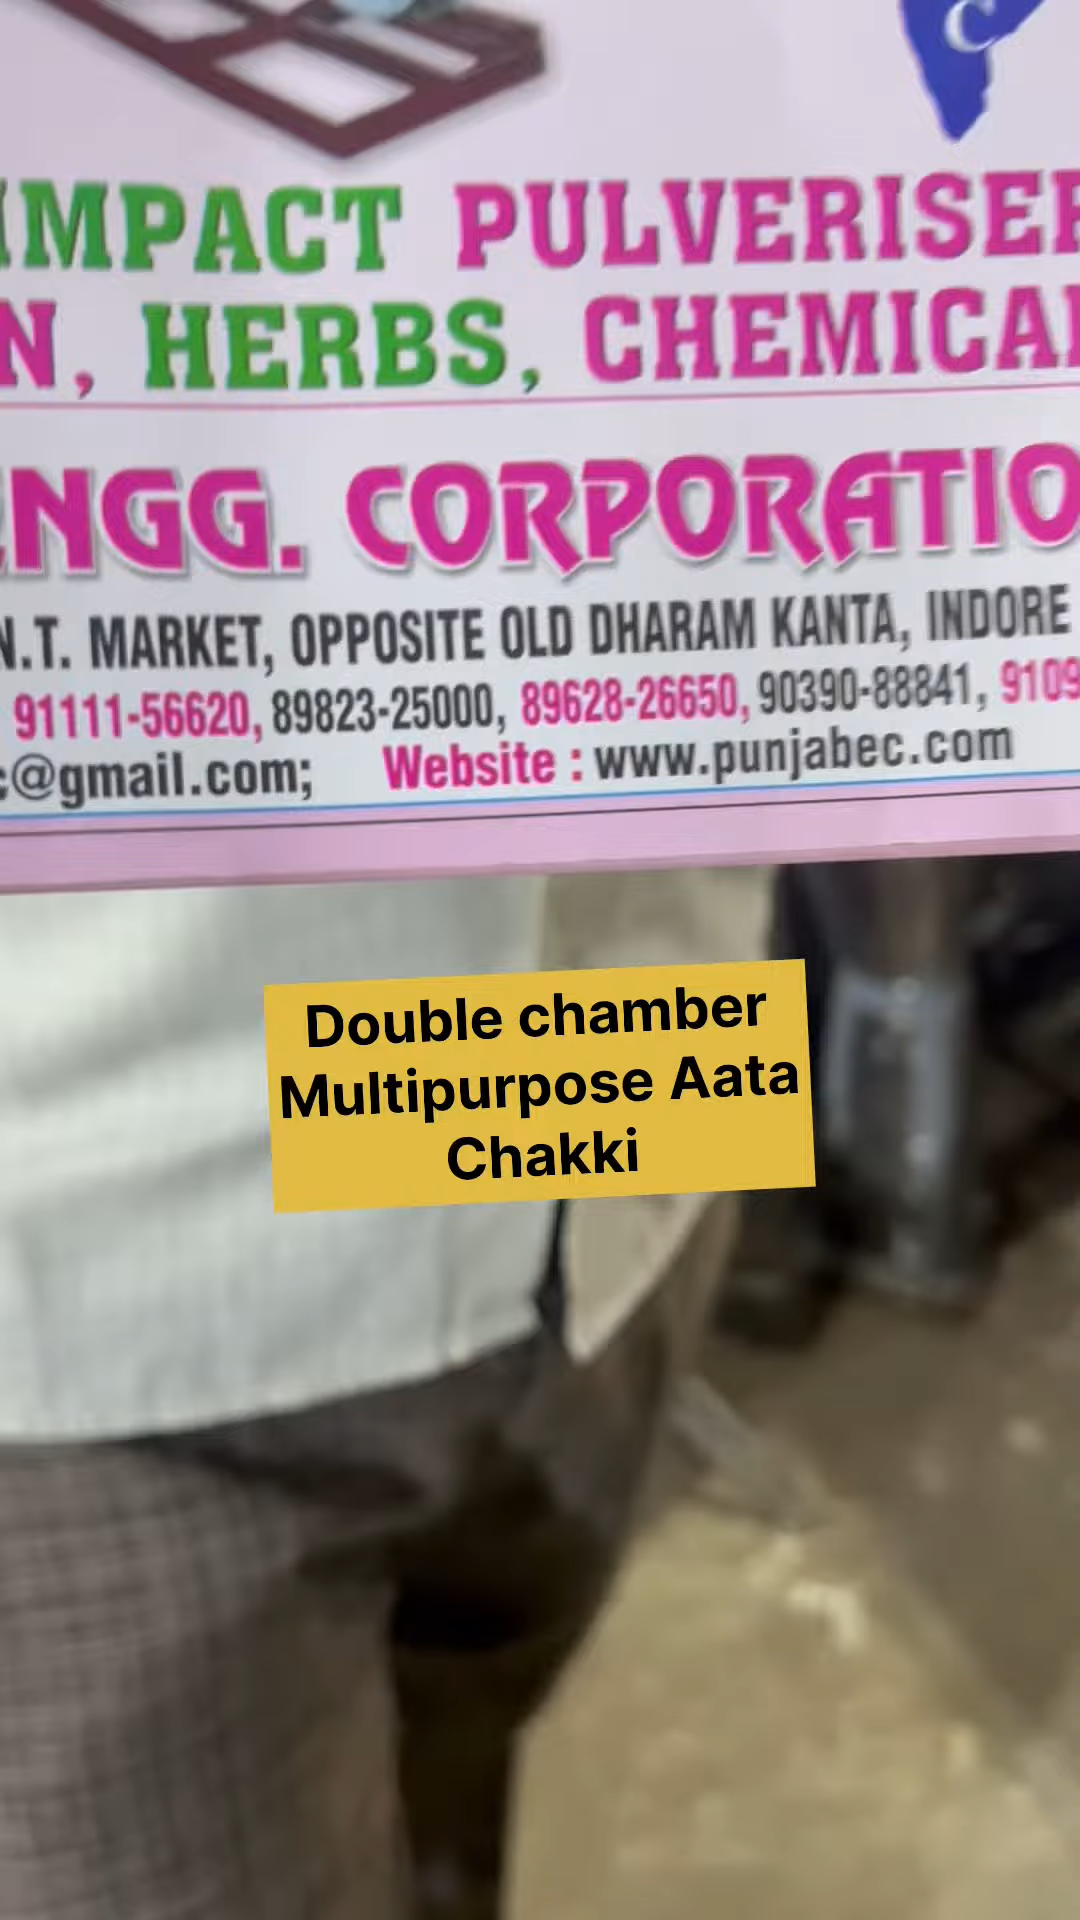 C
IMPACT PULVERISER
N, HERBS, CHEMICAL
ENGG. CORPORATIO
N.T. MARKET, OPPOSITE OLD DHARAM KANTA, INDORE
91111-56620, 89823-25000, 89628-26650, 90390-88841, 9109
c@gmail.com; Website : www.punjabec.com
Double chamber
Multipurpose Aata
Chakki